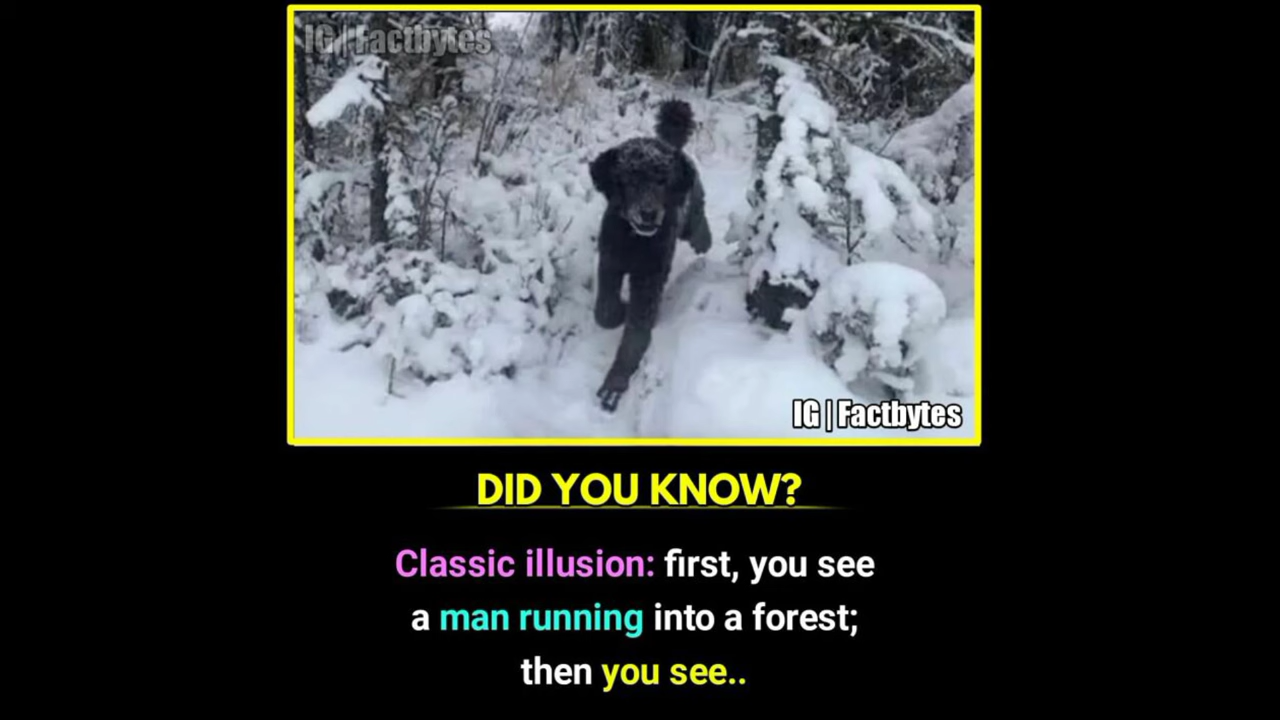 IG | Factbytes
IG | Factbytes
DID YOU KNOW?
Classic illusion: first, you see
a man running into a forest;
then you see..